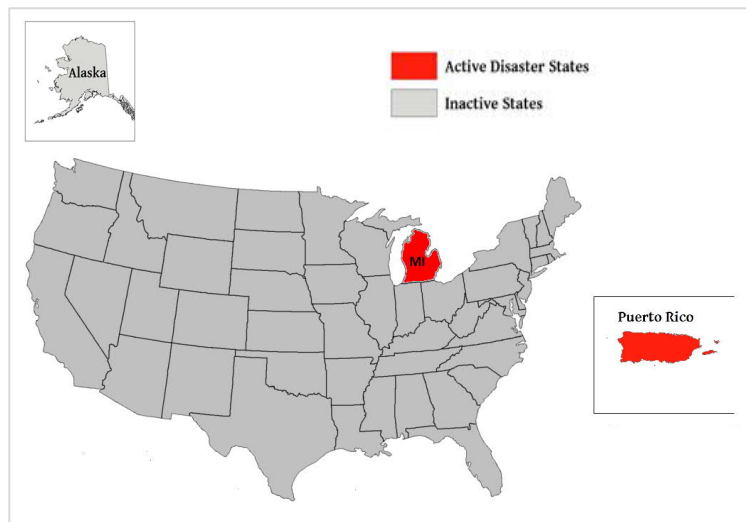 Alaska
Active Disaster States
Inactive States
MI
Puerto Rico